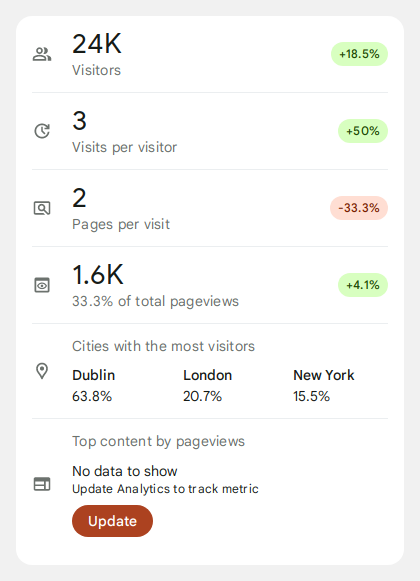 24K
Visitors
+18.5%
3
Visits per visitor
+50%
2
Pages per visit
-33.3%
1.6K
33.3% of total pageviews
+4.1%
Cities with the most visitors
Dublin London New York
63.8% 20.7% 15.5%
Top content by pageviews
No data to show
Update Analytics to track metric
Update